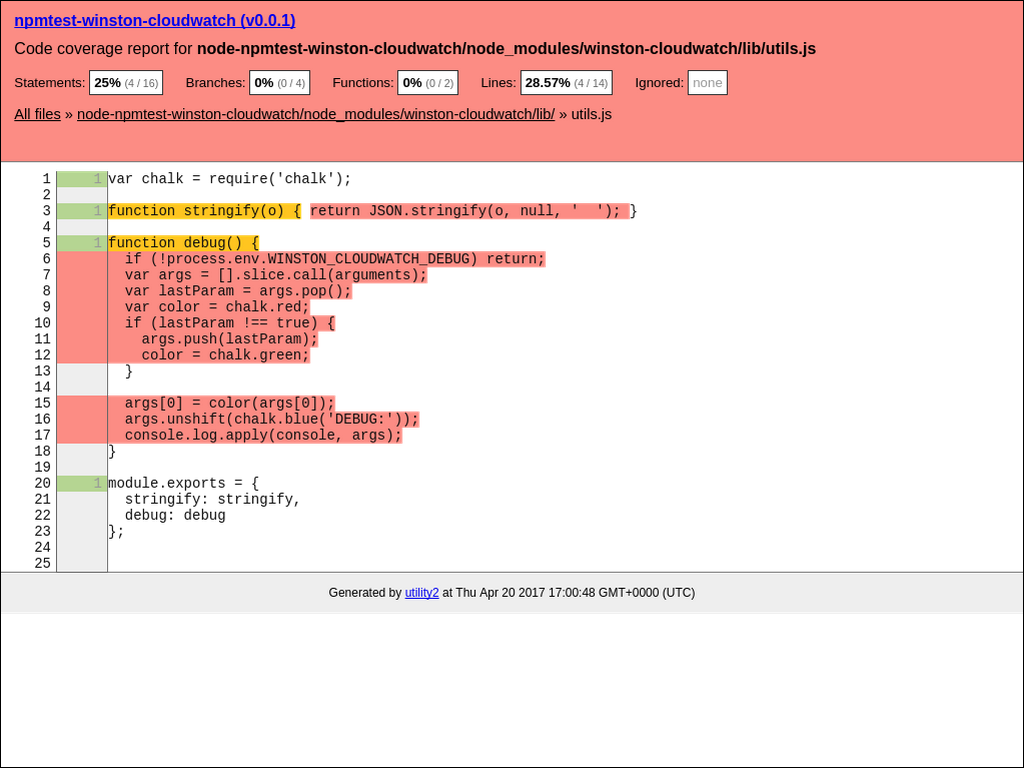 npmtest-winston-cloudwatch (v0.0.1)
Code coverage report for node-npmtest-winston-cloudwatch/node_modules/winston-cloudwatch/lib/utils.js
Statements: 25% (4 / 16) Branches: 0% (0 / 4) Functions: 0% (0 / 2) Lines: 28.57% (4 / 14) Ignored: none
All files » node-npmtest-winston-cloudwatch/node_modules/winston-cloudwatch/lib/ » utils.js
1 1 var chalk = require('chalk');
2
3 1 function stringify(o) { return JSON.stringify(o, null, '  '); }
4
5 1 function debug() {
6   if (!process.env.WINSTON_CLOUDWATCH_DEBUG) return;
7   var args = [].slice.call(arguments);
8   var lastParam = args.pop();
9   var color = chalk.red;
10   if (lastParam !== true) {
11     args.push(lastParam);
12     color = chalk.green;
13   }
14
15   args[0] = color(args[0]);
16   args.unshift(chalk.blue('DEBUG:'));
17   console.log.apply(console, args);
18 }
19
20 1 module.exports = {
21   stringify: stringify,
22   debug: debug
23 };
24
25
Generated by utility2 at Thu Apr 20 2017 17:00:48 GMT+0000 (UTC)